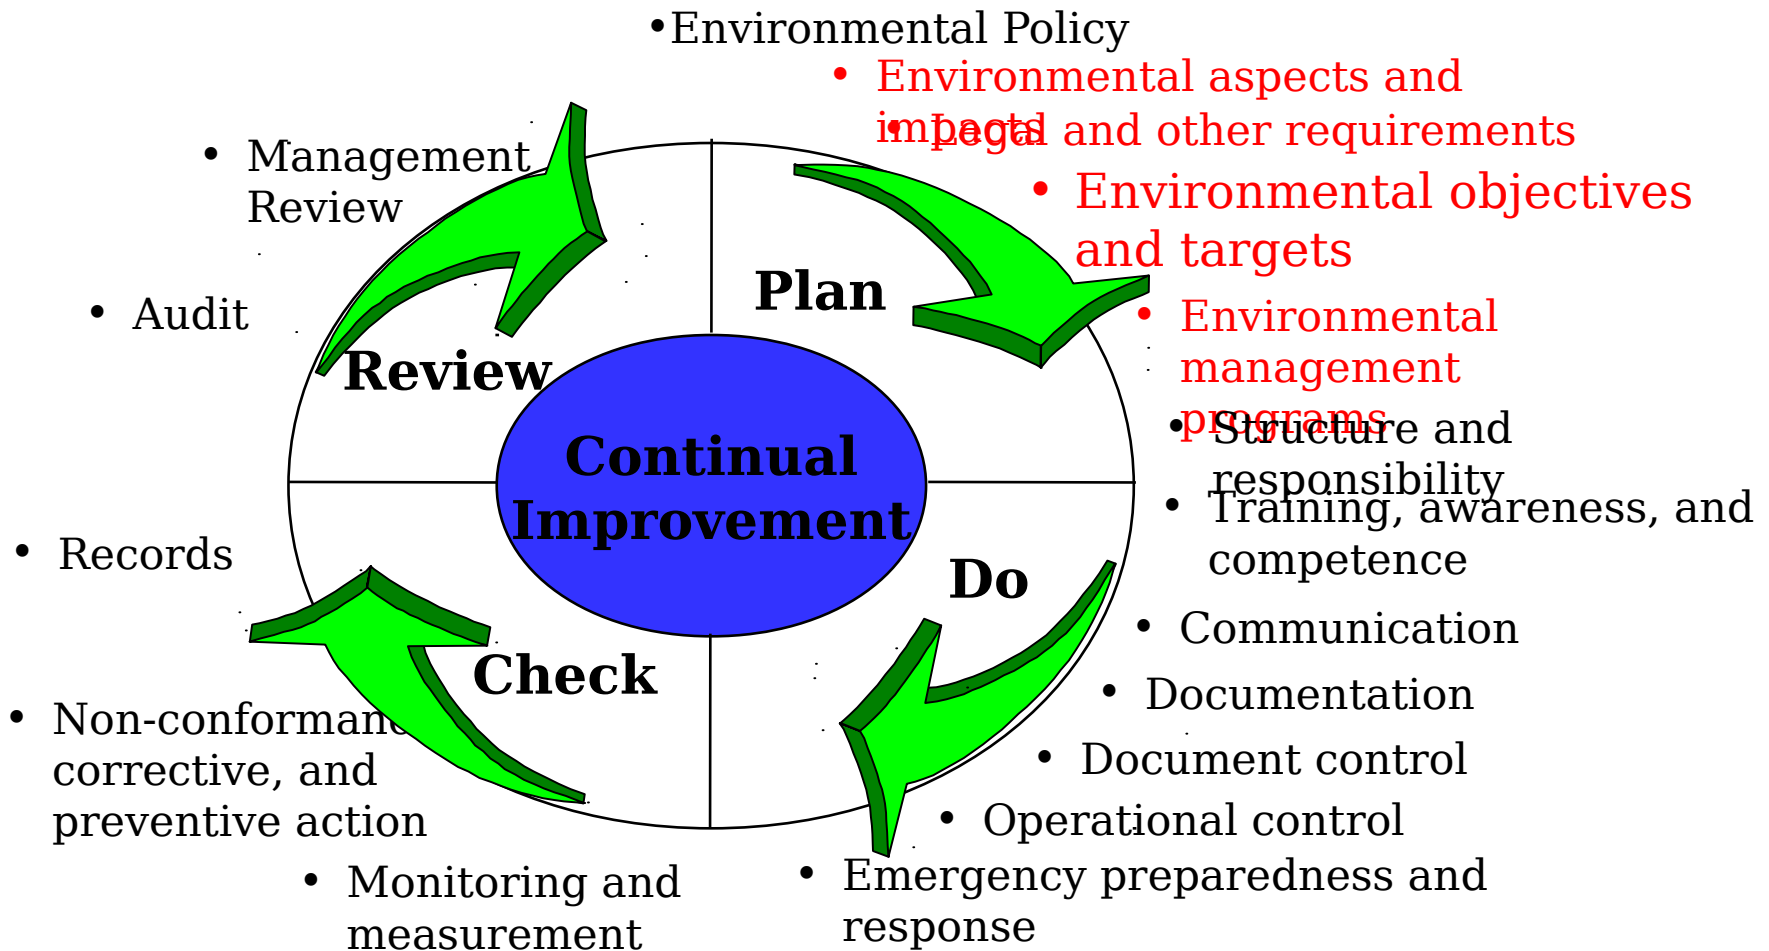 •Environmental Policy
• Environmental aspects and
impacts
• Legal and other requirements
• Environmental objectives
and targets
• Environmental
management
programs
• Structure and
responsibility
• Training, awareness, and
competence
• Communication
• Documentation
• Document control
• Operational control
• Emergency preparedness and
response
• Monitoring and
measurement
• Non-conformanc
corrective, and
preventive action
• Records
• Audit
• Management
Review
Plan
Do
Check
Review
Continual
Improvement